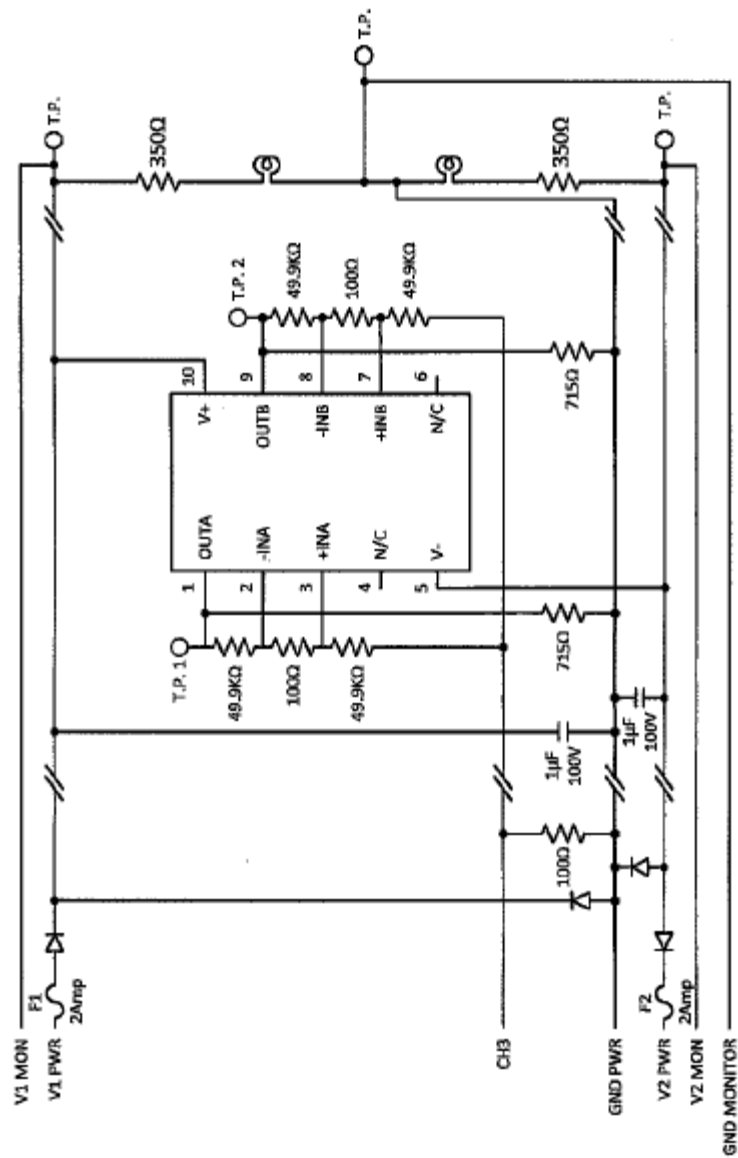 V1 MON
V1 PWR
F1
2Amp
T.P.
350Ω
T.P.
350Ω
T.P.
T.P. 1
49.9KΩ
100Ω
49.9KΩ
1 OUTA
2 -INA
3 +INA
4 N/C
5 V-
V+ 10
OUTB 9
-INB 8
+INB 7
N/C 6
T.P. 2
49.9KΩ
100Ω
49.9KΩ
715Ω
715Ω
1µF
100V
1µF
100V
100Ω
CH3
GND PWR
F2
2Amp
V2 PWR
V2 MON
GND MONITOR